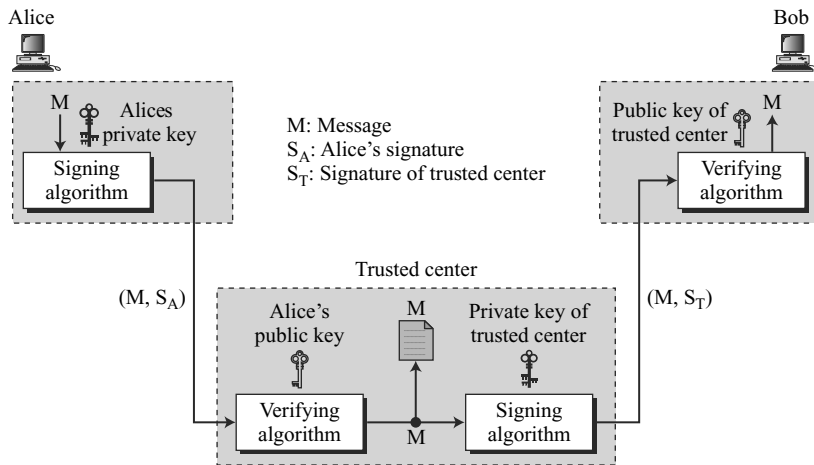 Alice
Bob
M
Alices
private key
Signing
algorithm
M: Message
S_A: Alice's signature
S_T: Signature of trusted center
Public key of
trusted center
M
Verifying
algorithm
(M, S_A)
Trusted center
(M, S_T)
Alice's
public key
M
Private key of
trusted center
Verifying
algorithm
M
Signing
algorithm